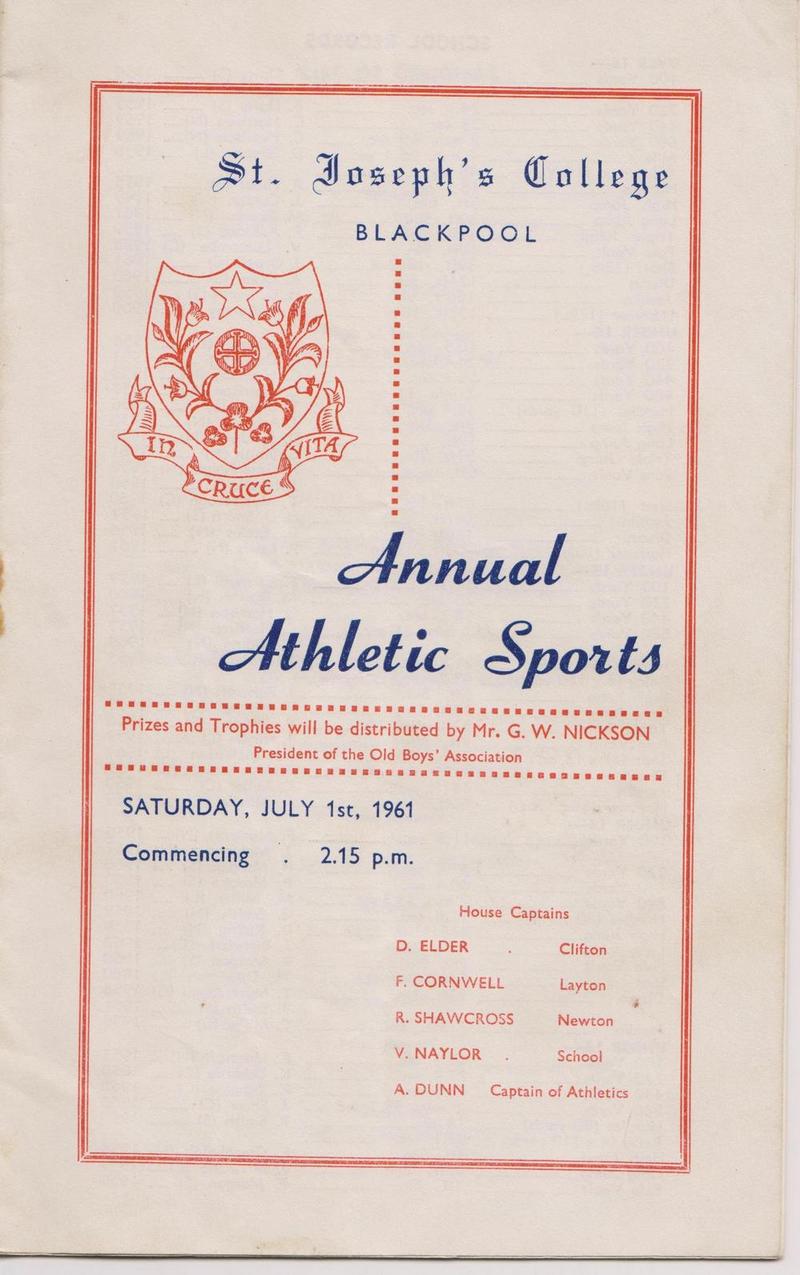 St. Joseph's College
BLACKPOOL
IN CRUCE VITA
Annual
Athletic Sports
Prizes and Trophies will be distributed by Mr. G. W. NICKSON
President of the Old Boys' Association
SATURDAY, JULY 1st, 1961
Commencing . 2.15 p.m.
House Captains
D. ELDER . Clifton
F. CORNWELL Layton
R. SHAWCROSS Newton
V. NAYLOR . School
A. DUNN Captain of Athletics